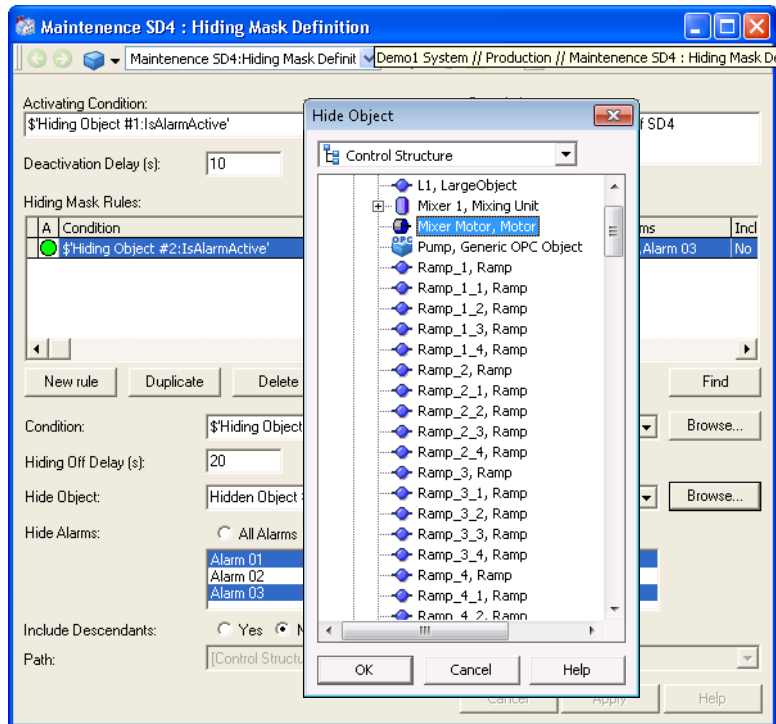 Maintenence SD4 : Hiding Mask Definition
Maintenence SD4:Hiding Mask Definit
Demo1 System // Production // Maintenence SD4 : Hiding Mask De
Activating Condition:
$'Hiding Object #1:IsAlarmActive'
f SD4
Deactivation Delay (s):
10
Hiding Mask Rules:
A
Condition
ms
Incl
$'Hiding Object #2:IsAlarmActive'
,Alarm 03
No
New rule
Duplicate
Delete
Find
Condition:
$'Hiding Object
Browse...
Hiding Off Delay (s):
20
Hide Object:
Hidden Object
Browse...
Hide Alarms:
All Alarms
Alarm 01
Alarm 02
Alarm 03
Include Descendants:
Yes
Path:
[Control Structu
Cancel
Apply
Help
Hide Object
Control Structure
L1, LargeObject
Mixer 1, Mixing Unit
Mixer Motor, Motor
OPC
Pump, Generic OPC Object
Ramp_1, Ramp
Ramp_1_1, Ramp
Ramp_1_2, Ramp
Ramp_1_3, Ramp
Ramp_1_4, Ramp
Ramp_2, Ramp
Ramp_2_1, Ramp
Ramp_2_2, Ramp
Ramp_2_3, Ramp
Ramp_2_4, Ramp
Ramp_3, Ramp
Ramp_3_1, Ramp
Ramp_3_2, Ramp
Ramp_3_3, Ramp
Ramp_3_4, Ramp
Ramp_4, Ramp
Ramp_4_1, Ramp
Ramp_4_2, Ramp
OK
Cancel
Help